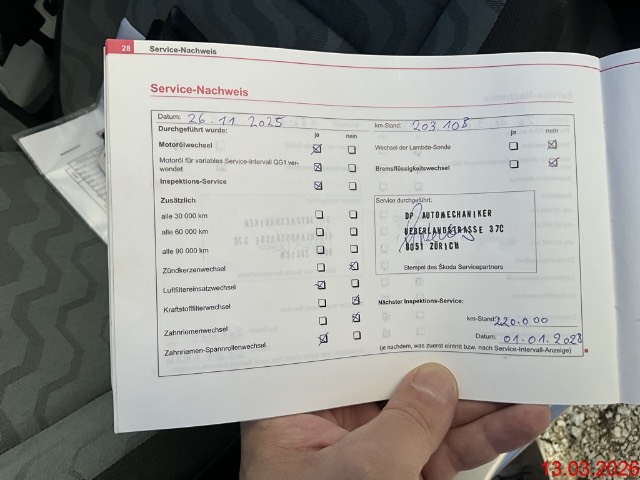 28 Service-Nachweis
Service-Nachweis
Datum: 26.11 2025 km-Stand: 203.108
Durchgeführt wurde: ja nein ja nein
Motorölwechsel Wechsel der Lambda-Sonde
Motoröl für variables Service-Intervall QG1 ver-
wendet Bremsflüssigkeitswechsel
Inspektions-Service
Zusätzlich Service durchgeführt:
alle 30 000 km DP AUTOMECHANIKER
alle 60 000 km UEBERLANDSTRASSE 37C
alle 90 000 km 8051 ZÜRICH
Zündkerzenwechsel Stempel des Škoda Servicepartners
Luftfiltereinsatzwechsel
Kraftstofffilterwechsel Nächster Inspektions-Service:
Zahnriemenwechsel km-Stand: 220.000
Datum: 01.01.2028
Zahnriemen-Spannrollenwechsel (je nachdem, was zuerst eintritt bzw. nach Service-Intervall-Anzeige)
13.03.2026